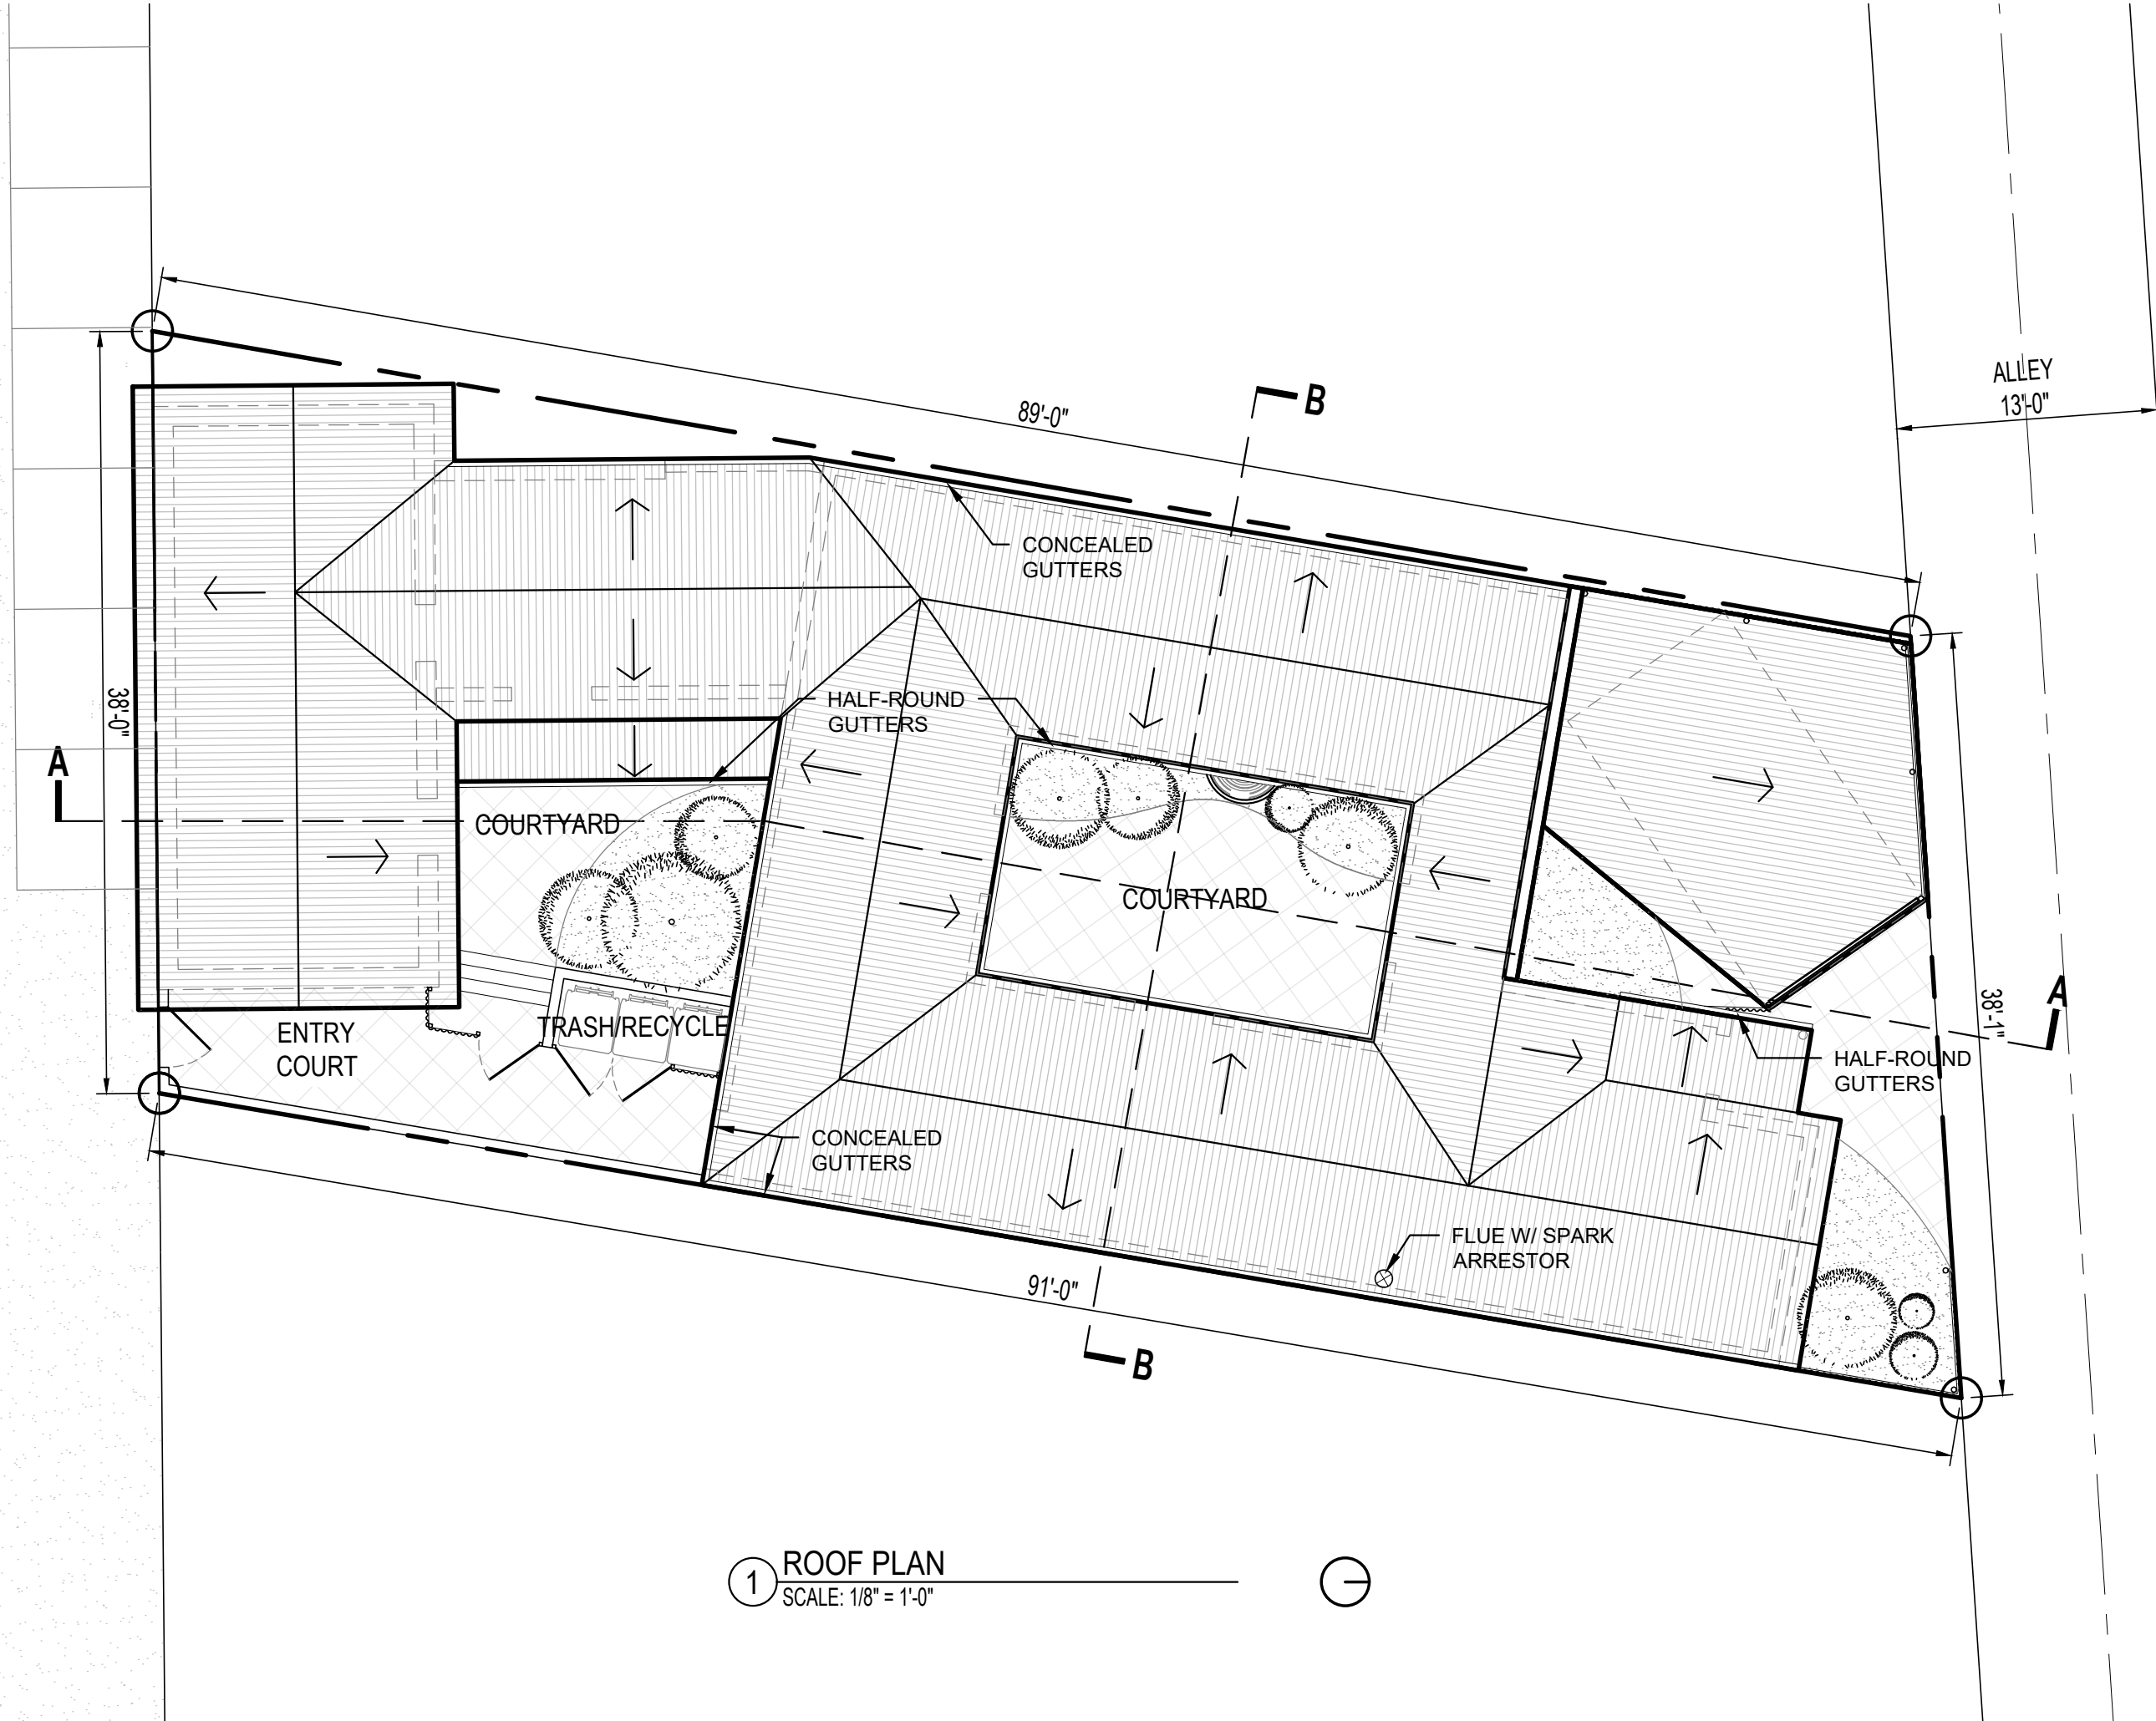 ALLEY
13'-0"
B
89'-0"
CONCEALED
GUTTERS
38'-0"
HALF-ROUND
GUTTERS
A
COURTYARD
COURTYARD
ENTRY
COURT
TRASH/RECYCLE
A
38'-1"
HALF-ROUND
GUTTERS
CONCEALED
GUTTERS
FLUE W/ SPARK
ARRESTOR
91'-0"
B
1
ROOF PLAN
SCALE: 1/8" = 1'-0"